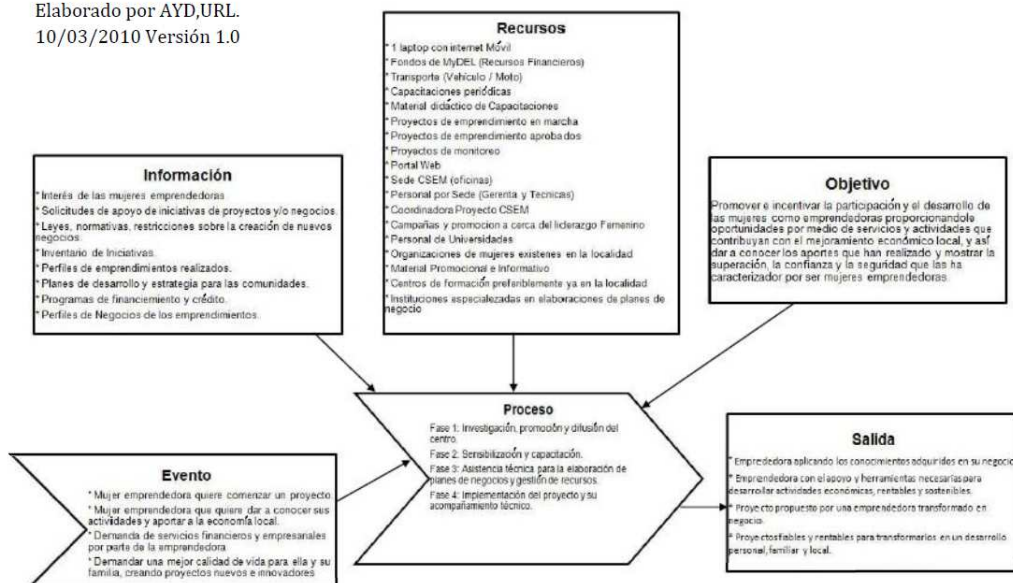 Elaborado por AYD,URL.
10/03/2010 Versión 1.0
Recursos
* 1 laptop con internet Móvil
* Fondos de MyDEL (Recursos Financieros)
* Transporte (Vehículo / Moto)
* Capacitaciones periódicas
* Material didáctico de Capacitaciones
* Proyectos de emprendimiento en marcha
* Proyectos de emprendimiento aprobados
* Proyectos de monitoreo
* Portal Web
* Sede CSEM (oficinas)
* Personal por Sede (Gerenta y Tecnicas)
* Coordinadora Proyecto CSEM
* Campañas y promocion a cerca del liderazgo Femenino
* Personal de Universidades
* Organizaciones de mujeres existenes en la localidad
* Material Promocional e Informativo
* Centros de formación preferiblemente ya en la localidad
* Instituciones especializadas en elaboraciones de planes de
negocio
Información
* Interés de las mujeres emprendedoras
* Solicitudes de apoyo de iniciativas de proyectos y/o negocios.
* Leyes, normativas, restricciones sobre la creación de nuevos
negocios.
* Inventario de Iniciativas.
* Perfiles de emprendimientos realizados.
* Planes de desarrollo y estrategia para las comunidades.
* Programas de financiemiento y crédito.
* Perfiles de Negocios de los emprendimientos.
Objetivo
Promover e incentivar la participación y el desarrollo de
las mujeres como emprendedoras proporcionandole
oportunidades por medio de servicios y actividades que
contribuyan con el mejoramiento económico local, y así
dar a conocer los aportes que han realizado y mostrar la
superación, la confianza y la seguridad que las ha
caracterizador por ser mujeres emprendedoras.
Proceso
Fase 1: Investigación, promoción y difusión del
centro.
Fase 2: Sensibilización y capacitación.
Fase 3: Asistencia técnica para la elaboración de
planes de negocios y gestión de recursos.
Fase 4: Implementación del proyecto y su
acompañamiento técnico.
Evento
* Mujer emprendedora quiere comenzar un proyecto.
* Mujer emprendedora que quiere dar a conocer sus
actividades y aportar a la economía local.
* Demanda de servicios financieros y empresariales
por parte de la emprendedora
* Demandar una mejor calidad de vida para ella y su
familia, creando proyectos nuevos e innovadores
Salida
* Emprededora aplicando los conocimientos adquiridos en su negocio
* Emprendedora con el apoyo y herramientas necesarias para
desarrollar actividades económicas, rentables y sostenibles.
* Proyecto propuesto por una emprendedora transformado en
negocio.
* Proyectos fiables y rentables para transformarlos en un desarrollo
personal, familiar y local.